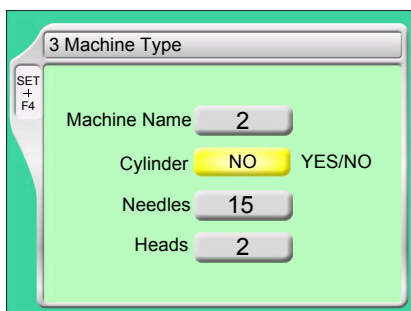 3 Machine Type
SET
+
F4
Machine Name 2
Cylinder NO YES/NO
Needles 15
Heads 2